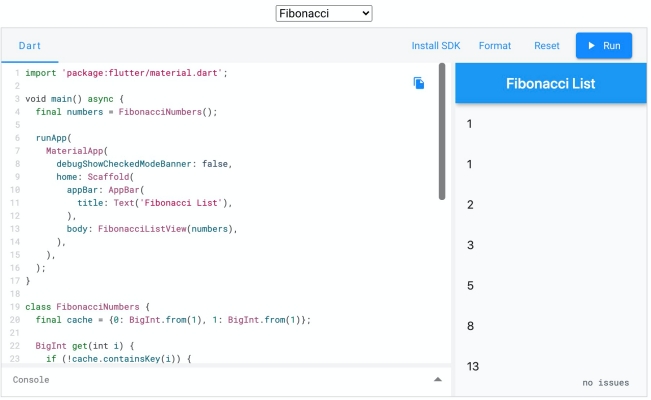 Fibonacci
Dart
Install SDK Format Reset Run
1 import 'package:flutter/material.dart';
2
3 void main() async {
4 final numbers = FibonacciNumbers();
5
6 runApp(
7 MaterialApp(
8 debugShowCheckedModeBanner: false,
9 home: Scaffold(
10 appBar: AppBar(
11 title: Text('Fibonacci List'),
12 ),
13 body: FibonacciListView(numbers),
14 ),
15 ),
16 );
17 }
18
19 class FibonacciNumbers {
20 final cache = {0: BigInt.from(1), 1: BigInt.from(1)};
21
22 BigInt get(int i) {
23 if (!cache.containsKey(i)) {
Console
Fibonacci List
1
1
2
3
5
8
13
no issues